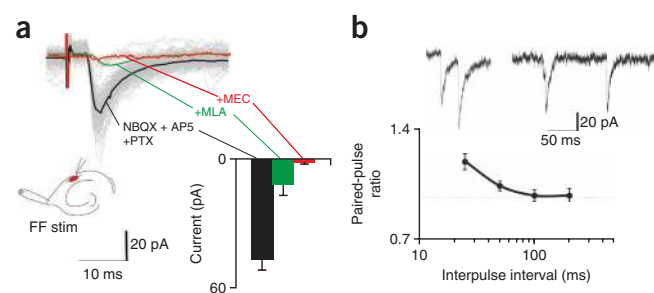 a
+MEC
+MLA
NBQX + AP5
+PTX
FF stim
20 pA
10 ms
0
Current (pA)
60
b
20 pA
50 ms
1.4
Paired-pulse
ratio
0.7
10
100
Interpulse interval (ms)